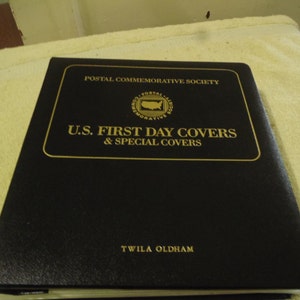 POSTAL COMMEMORATIVE SOCIETY
U.S. FIRST DAY COVERS
& SPECIAL COVERS
TWILA OLDHAM